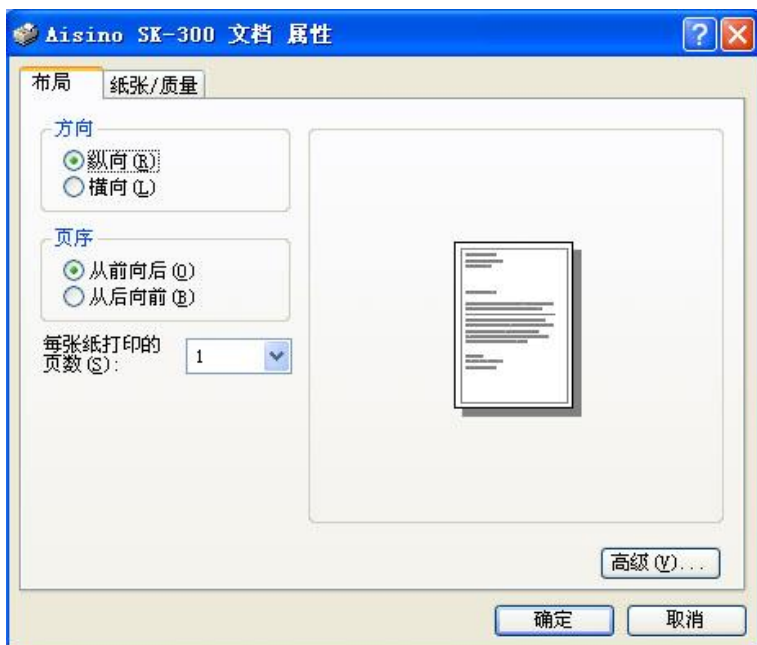 Aisino SK-300 文档 属性
布局
纸张/质量
方向
纵向(R)
横向(L)
页序
从前向后(O)
从后向前(B)
每张纸打印的
页数(S):
1
高级(V)...
确定
取消